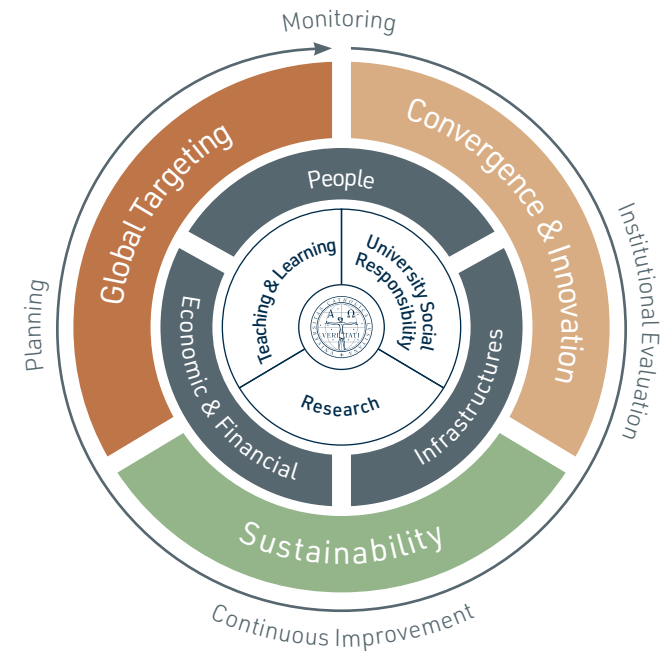 Monitoring
Convergence & Innovation
Global Targeting
People
Institutional Evaluation
University Social
Responsibility
Teaching & Learning
Planning
Economic & Financial
Infrastructures
Α Ω
VERITATI
Research
Sustainability
Continuous Improvement